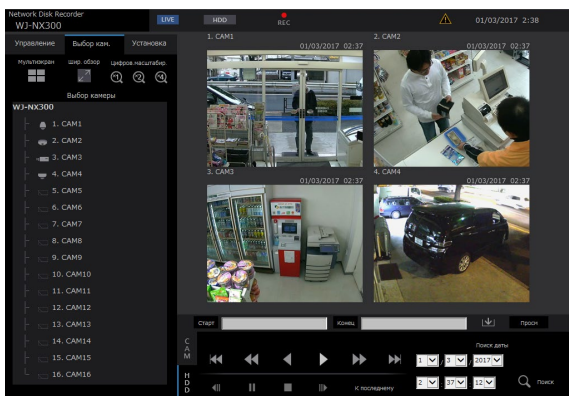 Network Disk Recorder
WJ-NX300
LIVE
HDD
REC
01/03/2017 2:38
Управление
Выбор кам.
Установка
Мультиэкран
Шир. обзор
Цифров.масштабир.
Выбор камеры
WJ-NX300
1. CAM1
2. CAM2
3. CAM3
4. CAM4
5. CAM5
6. CAM6
7. CAM7
8. CAM8
9. CAM9
10. CAM10
11. CAM11
12. CAM12
13. CAM13
14. CAM14
15. CAM15
16. CAM16
1. CAM1
01/03/2017 02:37
2. CAM2
01/03/2017 02:37
3. CAM3
01/03/2017 02:37
4. CAM4
01/03/2017 02:37
Старт
Конец
Просм
CAM
HDD
К последнему
Поиск даты
1 / 3 / 2017
2 : 37 : 12
Поиск